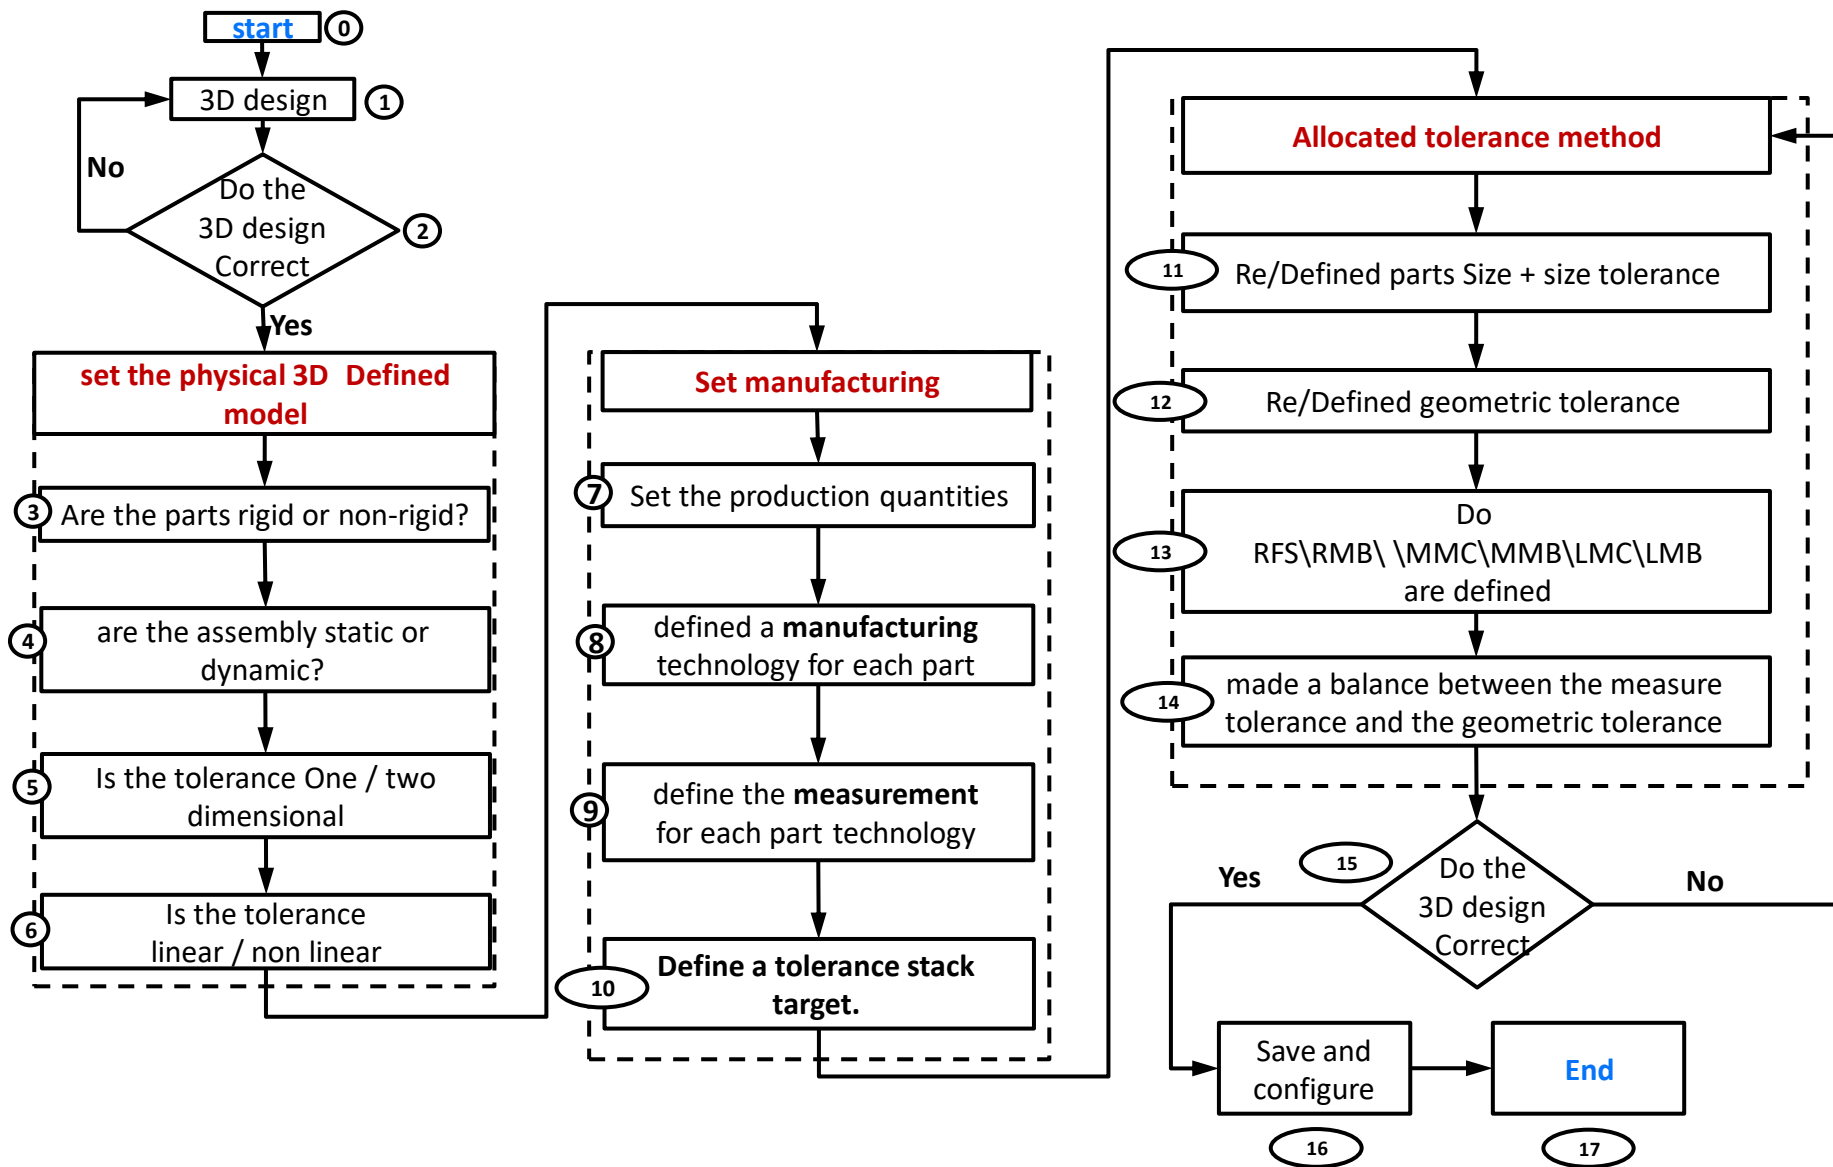 start
0
3D design
1
No
Do the
3D design
Correct
2
Yes
set the physical 3D Defined
model
3
Are the parts rigid or non-rigid?
4
are the assembly static or
dynamic?
5
Is the tolerance One / two
dimensional
6
Is the tolerance
linear / non linear
Set manufacturing
7
Set the production quantities
8
defined a manufacturing
technology for each part
9
define the measurement
for each part technology
10
Define a tolerance stack
target.
Allocated tolerance method
11
Re/Defined parts Size + size tolerance
12
Re/Defined geometric tolerance
13
Do
RFS\RMB\ \MMC\MMB\LMC\LMB
are defined
14
made a balance between the measure
tolerance and the geometric tolerance
15
Do the
3D design
Correct
Yes
No
Save and
configure
16
End
17